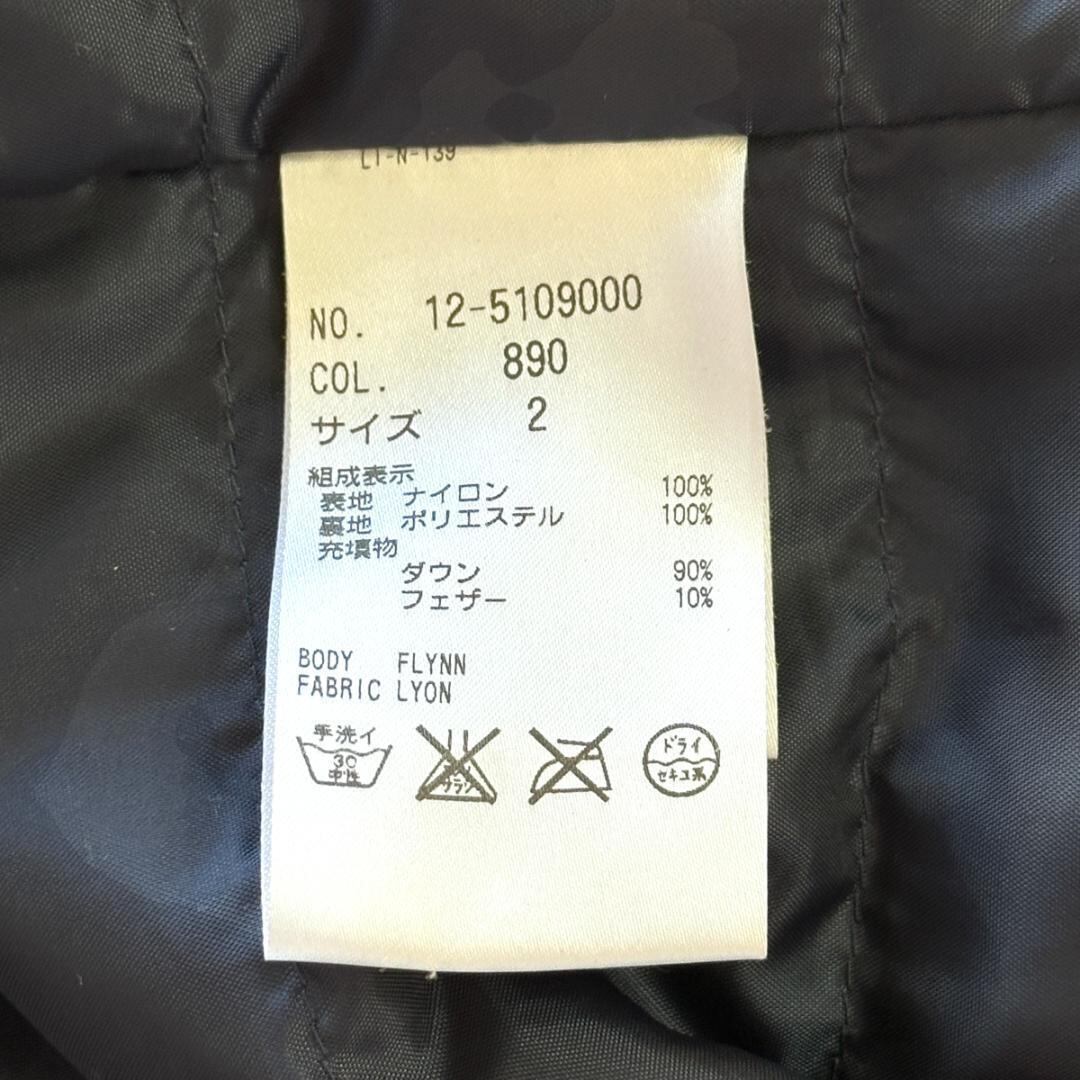 LI-N-139
NO. 12-5109000
COL. 890
サイズ 2
組成表示
表地 ナイロン 100%
裏地 ポリエステル 100%
充填物
ダウン 90%
フェザー 10%
BODY FLYNN
FABRIC LYON
手洗イ
30
中性
ドライ
セキユ系